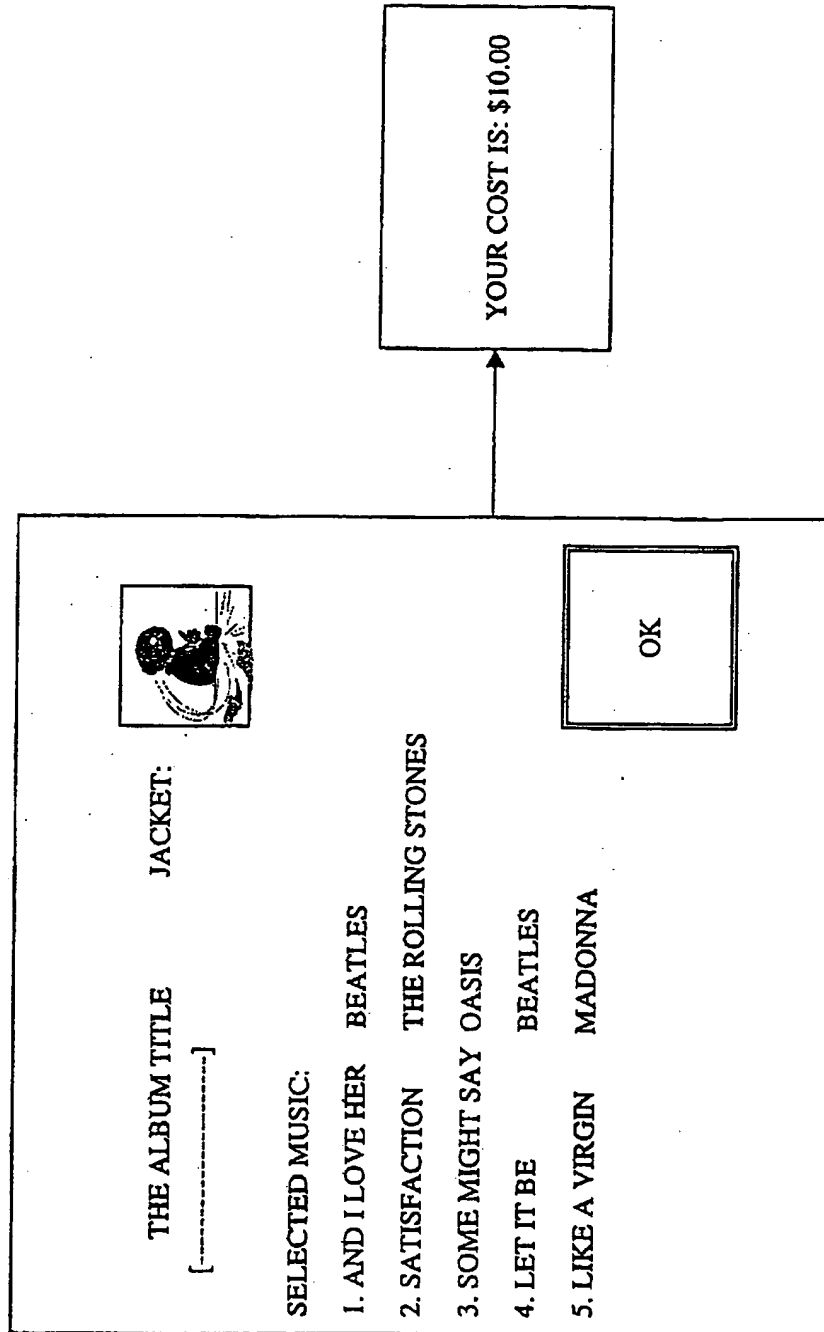 THE ALBUM TITLE JACKET:
[---------------------]
SELECTED MUSIC:
1. AND I LOVE HER BEATLES
2. SATISFACTION THE ROLLING STONES
3. SOME MIGHT SAY OASIS
4. LET IT BE BEATLES
5. LIKE A VIRGIN MADONNA
OK
YOUR COST IS: $10.00